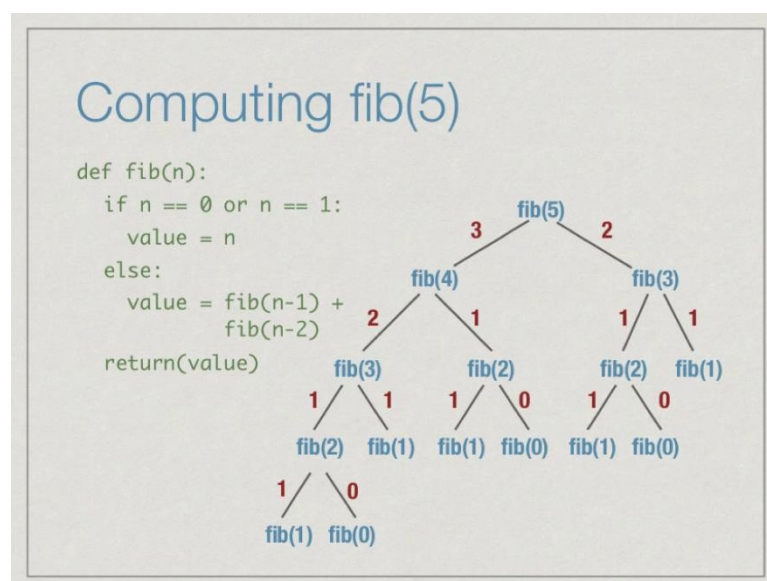 Computing fib(5)
def fib(n):
if n == 0 or n == 1:
value = n
else:
value = fib(n-1) +
fib(n-2)
return(value)
fib(5)
3 2
fib(4) fib(3)
2 1 1 1
fib(3) fib(2) fib(2) fib(1)
1 1 1 0 1 0
fib(2) fib(1) fib(1) fib(0) fib(1) fib(0)
1 0
fib(1) fib(0)